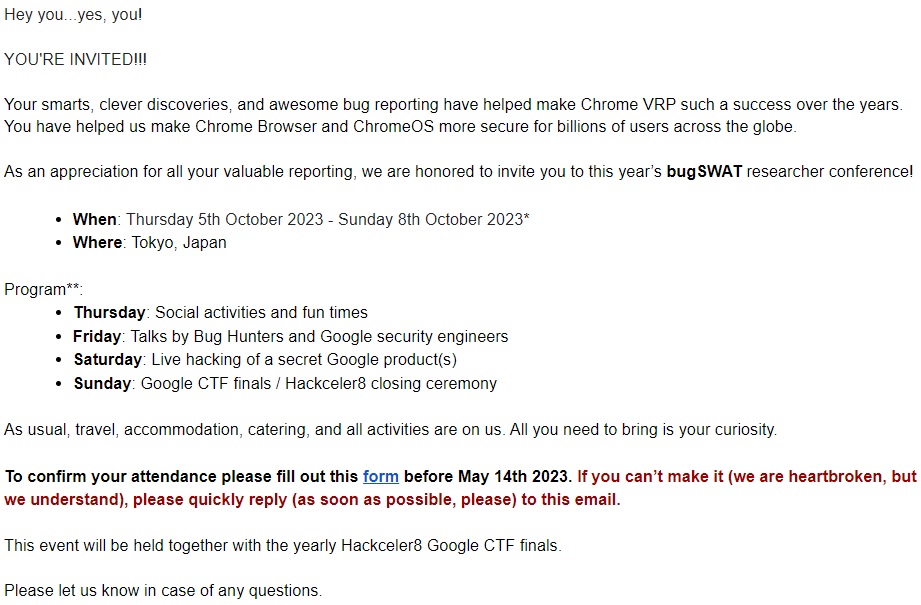 Hey you...yes, you!
YOU'RE INVITED!!!
Your smarts, clever discoveries, and awesome bug reporting have helped make Chrome VRP such a success over the years.
You have helped us make Chrome Browser and ChromeOS more secure for billions of users across the globe.
As an appreciation for all your valuable reporting, we are honored to invite you to this year’s bugSWAT researcher conference!
• When: Thursday 5th October 2023 - Sunday 8th October 2023*
• Where: Tokyo, Japan
Program**:
• Thursday: Social activities and fun times
• Friday: Talks by Bug Hunters and Google security engineers
• Saturday: Live hacking of a secret Google product(s)
• Sunday: Google CTF finals / Hackceler8 closing ceremony
As usual, travel, accommodation, catering, and all activities are on us. All you need to bring is your curiosity.
To confirm your attendance please fill out this form before May 14th 2023. If you can’t make it (we are heartbroken, but
we understand), please quickly reply (as soon as possible, please) to this email.
This event will be held together with the yearly Hackceler8 Google CTF finals.
Please let us know in case of any questions.